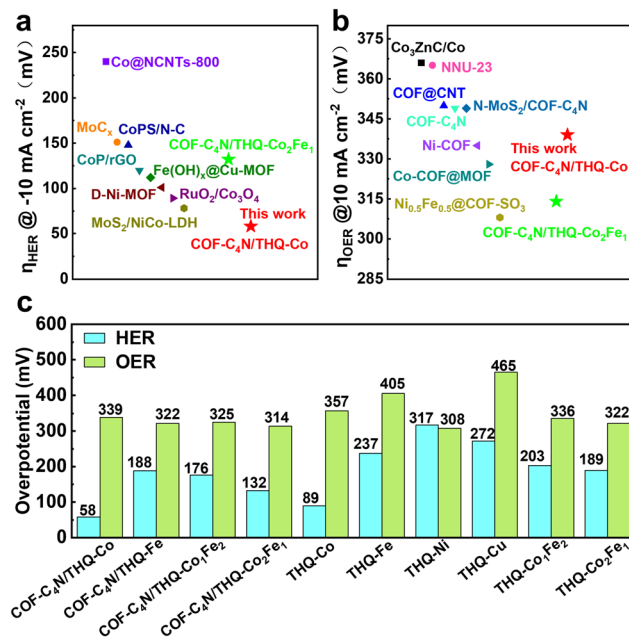 a
η_HER @ -10 mA cm⁻² (mV)
250
200
150
100
50
0
Co@NCNTs-800
MoCₓ
CoPS/N-C
COF-C₄N/THQ-Co₂Fe₁
CoP/rGO
Fe(OH)ₓ@Cu-MOF
D-Ni-MOF
RuO₂/Co₃O₄
MoS₂/NiCo-LDH
This work
COF-C₄N/THQ-Co
b
η_OER @10 mA cm⁻² (mV)
375
360
345
330
315
300
285
Co₃ZnC/Co
NNU-23
COF@CNT
N-MoS₂/COF-C₄N
COF-C₄N
Ni-COF
This work
COF-C₄N/THQ-Co
Co-COF@MOF
Ni₀.₅Fe₀.₅@COF-SO₃
COF-C₄N/THQ-Co₂Fe₁
c
Overpotential (mV)
600
500
400
300
200
100
0
HER
OER
58
339
188
322
176
325
132
314
89
357
237
405
317
308
272
465
203
336
189
322
COF-C₄N/THQ-Co
COF-C₄N/THQ-Fe
COF-C₄N/THQ-Co₁Fe₂
COF-C₄N/THQ-Co₂Fe₁
THQ-Co
THQ-Fe
THQ-Ni
THQ-Cu
THQ-Co₁Fe₂
THQ-Co₂Fe₁